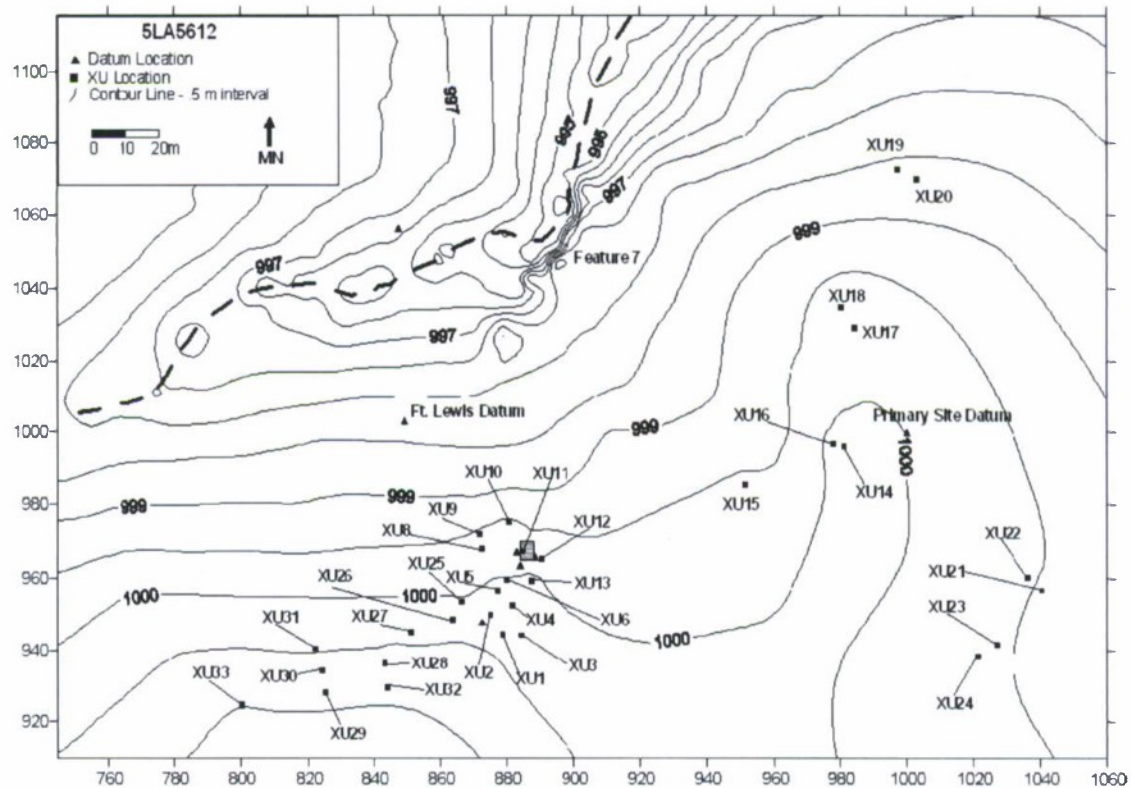 5LA5612
Datum Location
XU Location
Contour Line - .5 m interval
0 10 20m
MN
1100
1080
1060
1040
1020
1000
980
960
940
920
760 780 800 820 840 860 880 900 920 940 960 980 1000 1020 1040 1060
997
995
995
997
XU19
XU20
999
997
Feature 7
XU18
XU17
997
Ft. Lewis Datum
XU16
Primary Site Datum
999
1000
XU10
XU11
XU14
999
XU9
XU12
XU15
XU8
XU22
XU25
XU5
XU26
XU13
XU21
1000
1000
XU31
XU27
XU4
XU6
XU23
1000
XU33
XU30
XU28
XU2
XU3
XU32
XU1
XU24
XU29